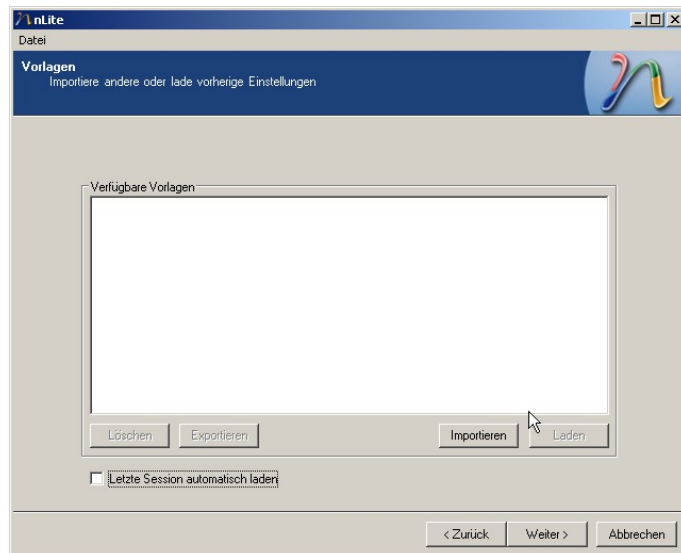 nLite
Datei
Vorlagen
Importiere andere oder lade vorherige Einstellungen
Verfügbare Vorlagen
Löschen Exportieren Importieren Laden
Letzte Session automatisch laden
< Zurück Weiter > Abbrechen